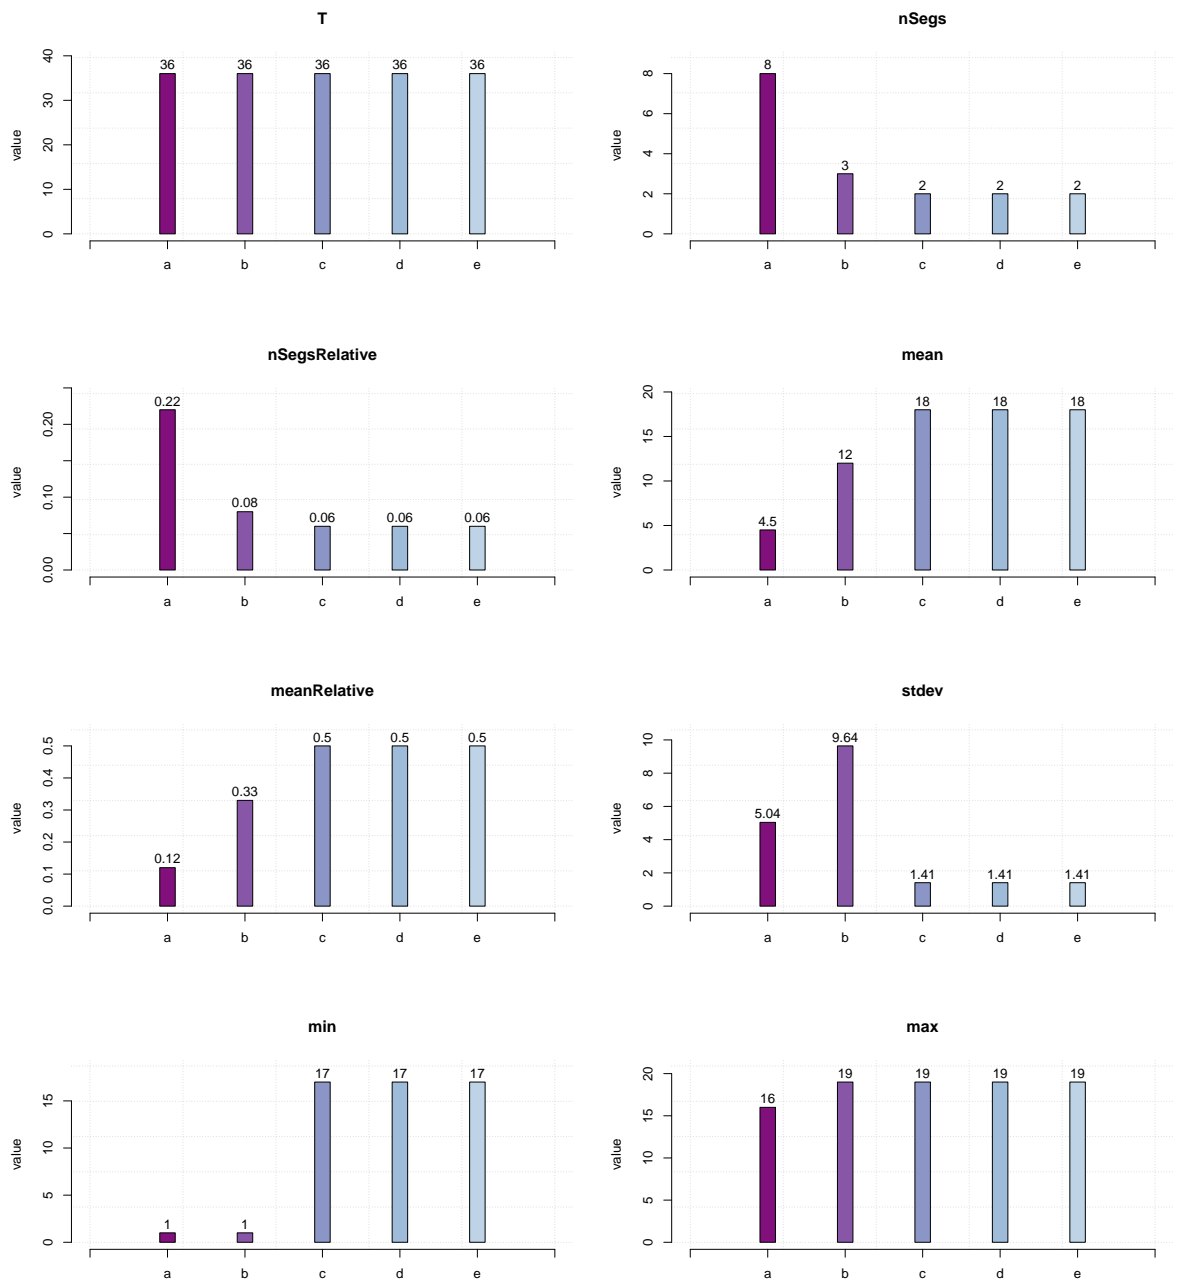 T
value
40
30
20
10
0
36 36 36 36 36
a b c d e
nSegs
value
8
6
4
2
0
8 3 2 2 2
a b c d e
nSegsRelative
value
0.20
0.10
0.00
0.22 0.08 0.06 0.06 0.06
a b c d e
mean
value
20
15
10
5
0
4.5 12 18 18 18
a b c d e
meanRelative
value
0.5
0.4
0.3
0.2
0.1
0.0
0.12 0.33 0.5 0.5 0.5
a b c d e
stdev
value
10
8
6
4
2
0
5.04 9.64 1.41 1.41 1.41
a b c d e
min
value
15
10
5
0
1 1 17 17 17
a b c d e
max
value
20
15
10
5
0
16 19 19 19 19
a b c d e